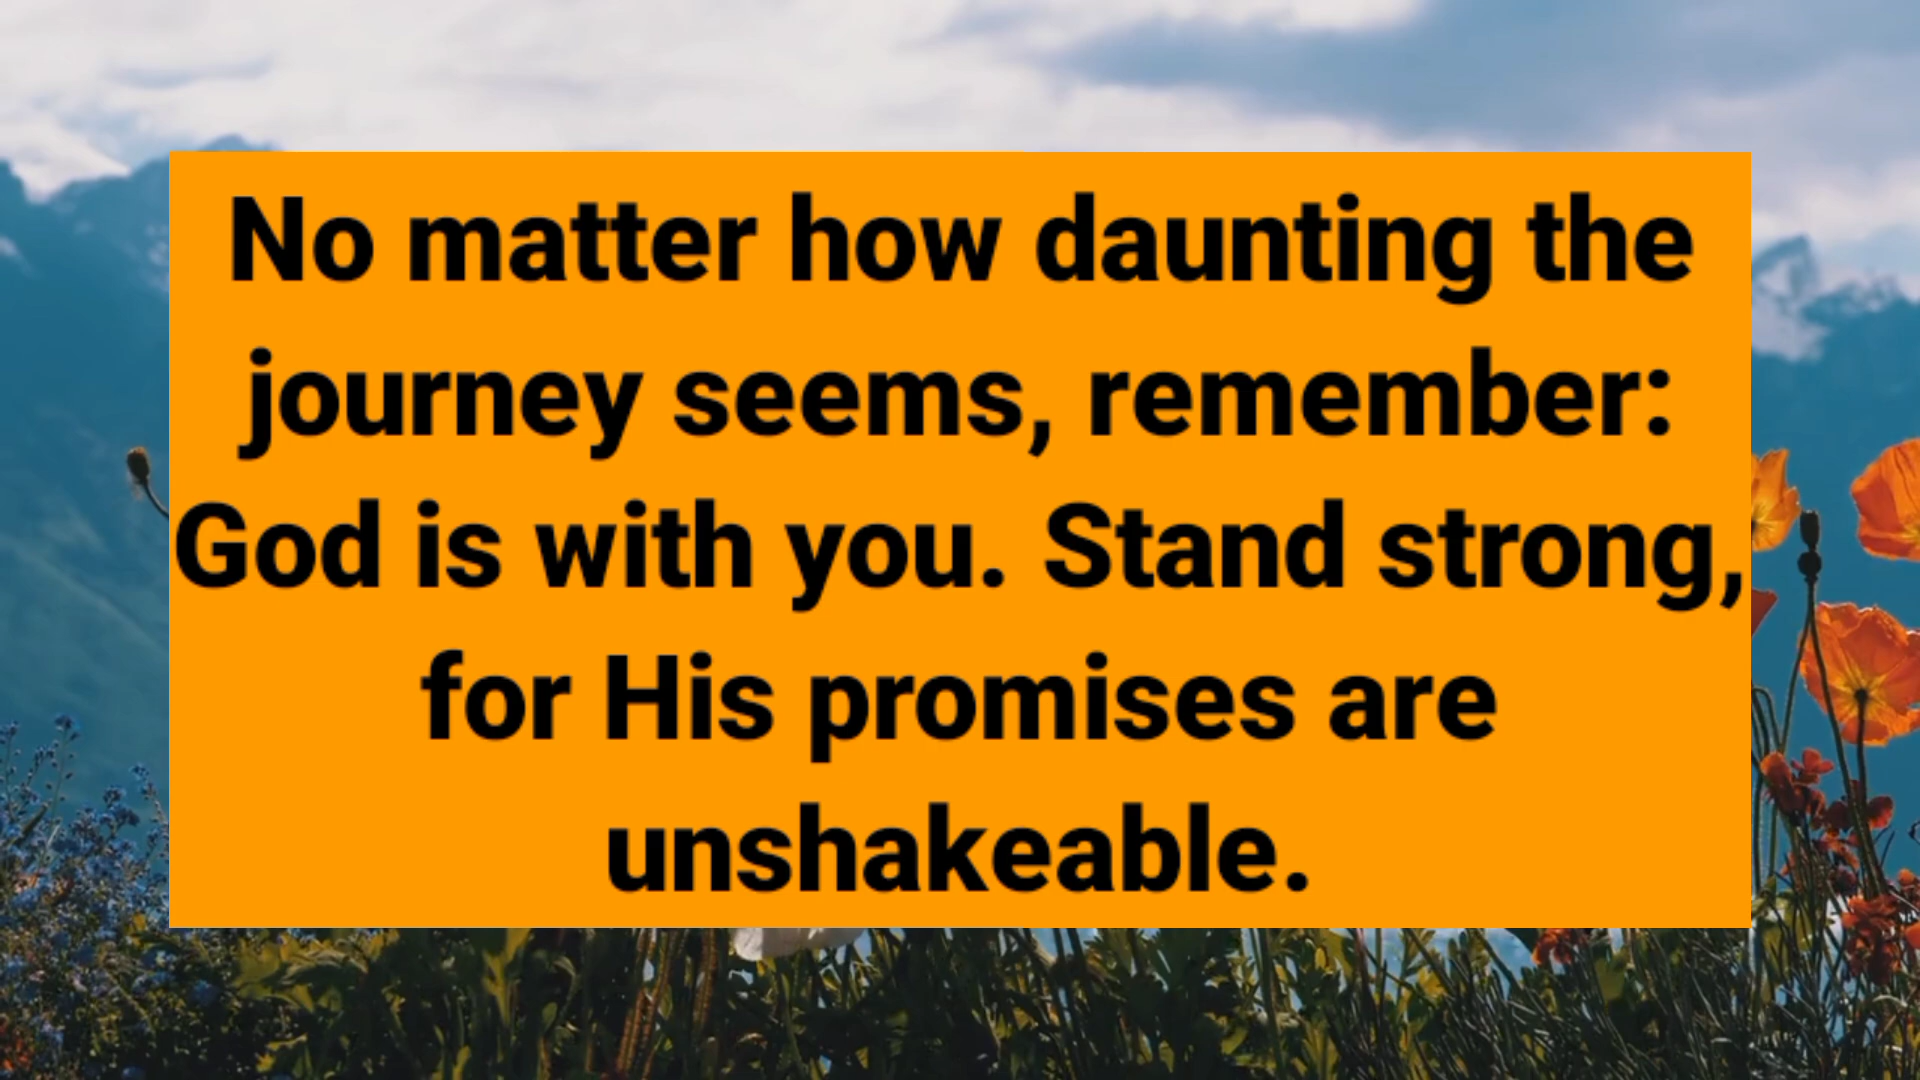 No matter how daunting the
journey seems, remember:
God is with you. Stand strong,
for His promises are
unshakeable.